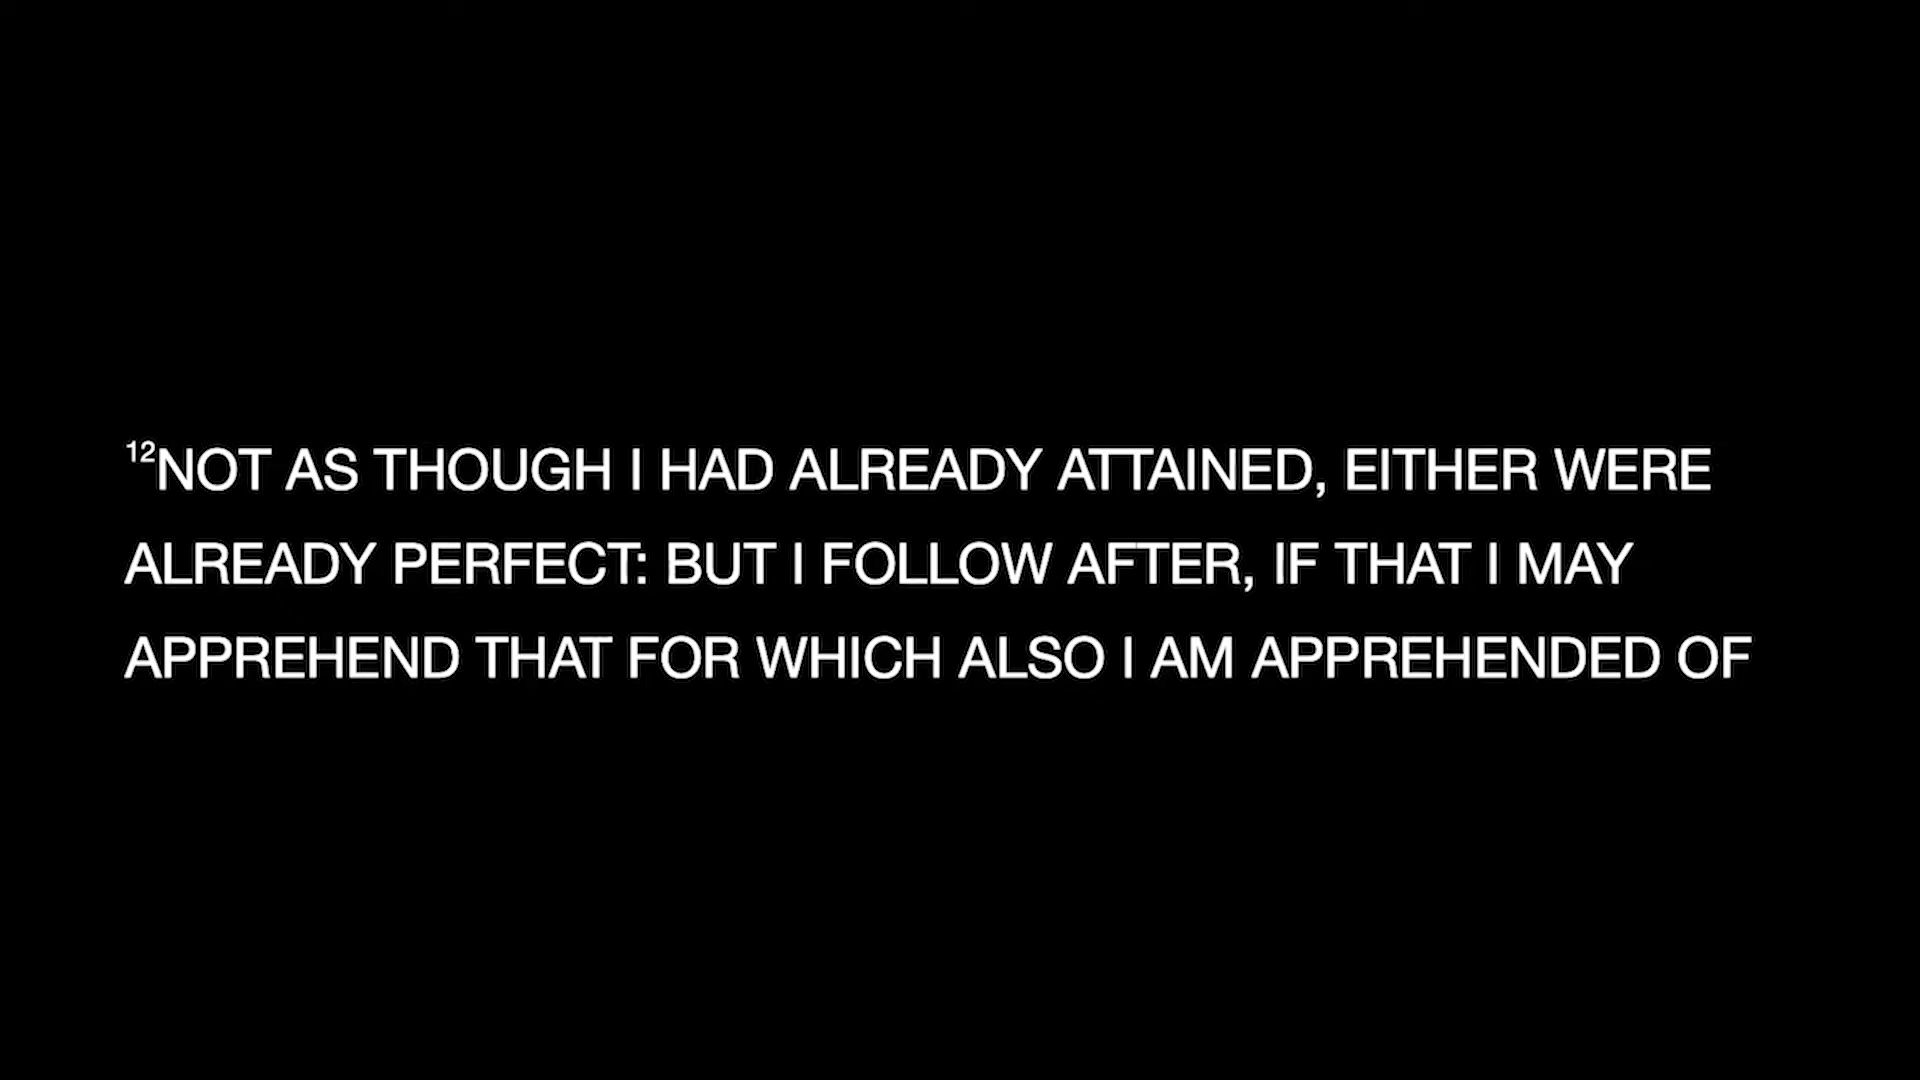 12NOT AS THOUGH I HAD ALREADY ATTAINED, EITHER WERE
ALREADY PERFECT: BUT I FOLLOW AFTER, IF THAT I MAY
APPREHEND THAT FOR WHICH ALSO I AM APPREHENDED OF